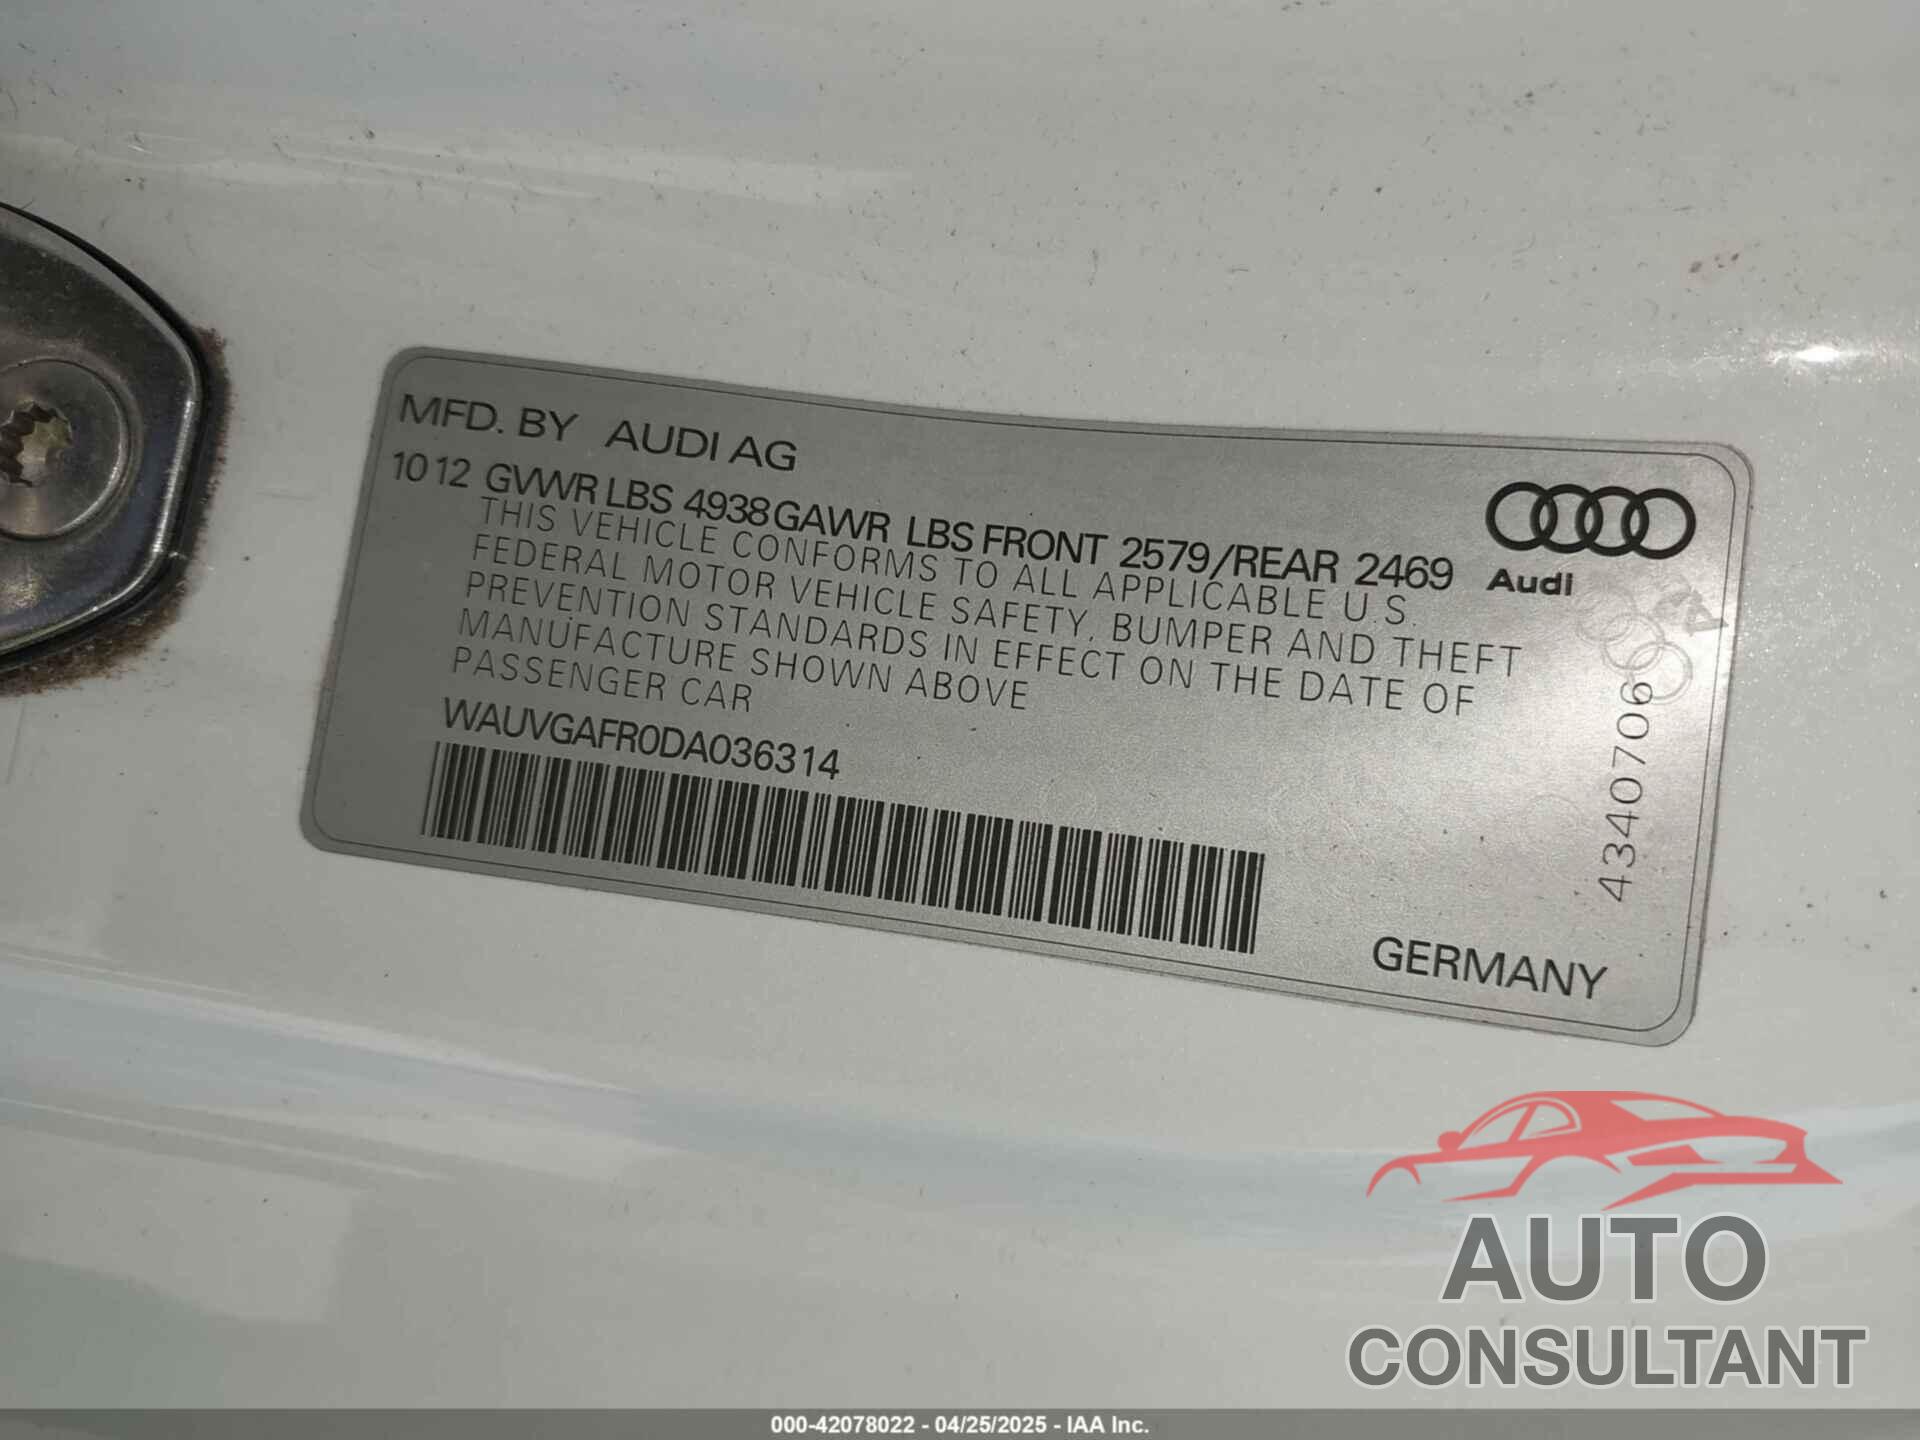 MFD. BY AUDI AG
10 12 GVWR LBS 4938 GAWR LBS FRONT 2579/REAR 2469
THIS VEHICLE CONFORMS TO ALL APPLICABLE U.S.
FEDERAL MOTOR VEHICLE SAFETY, BUMPER AND THEFT
PREVENTION STANDARDS IN EFFECT ON THE DATE OF
MANUFACTURE SHOWN ABOVE
PASSENGER CAR
WAUVGAFR0DA036314
Audi
4340706
GERMANY
AUTO
CONSULTANT
000-42078022 - 04/25/2025 - IAA Inc.